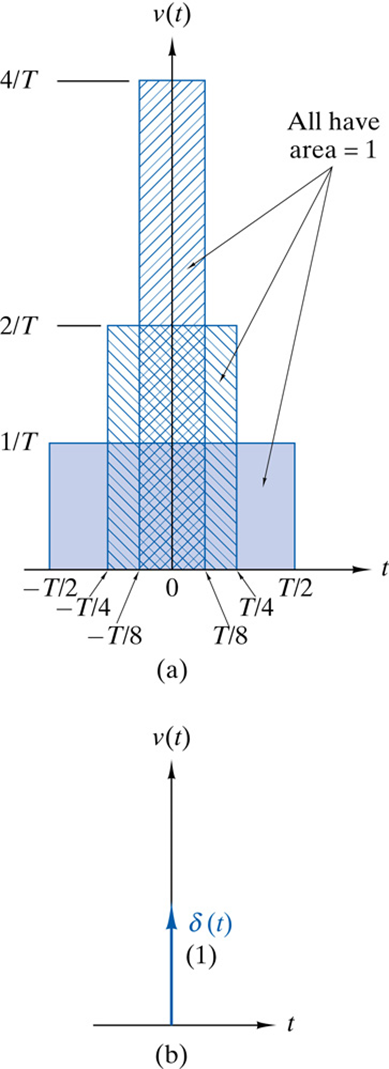 v(t)
4/T
All have
area = 1
2/T
1/T
t
−T/2 0 T/2
−T/4 T/4
−T/8 T/8
(a)
v(t)
δ(t)
(1)
t
(b)